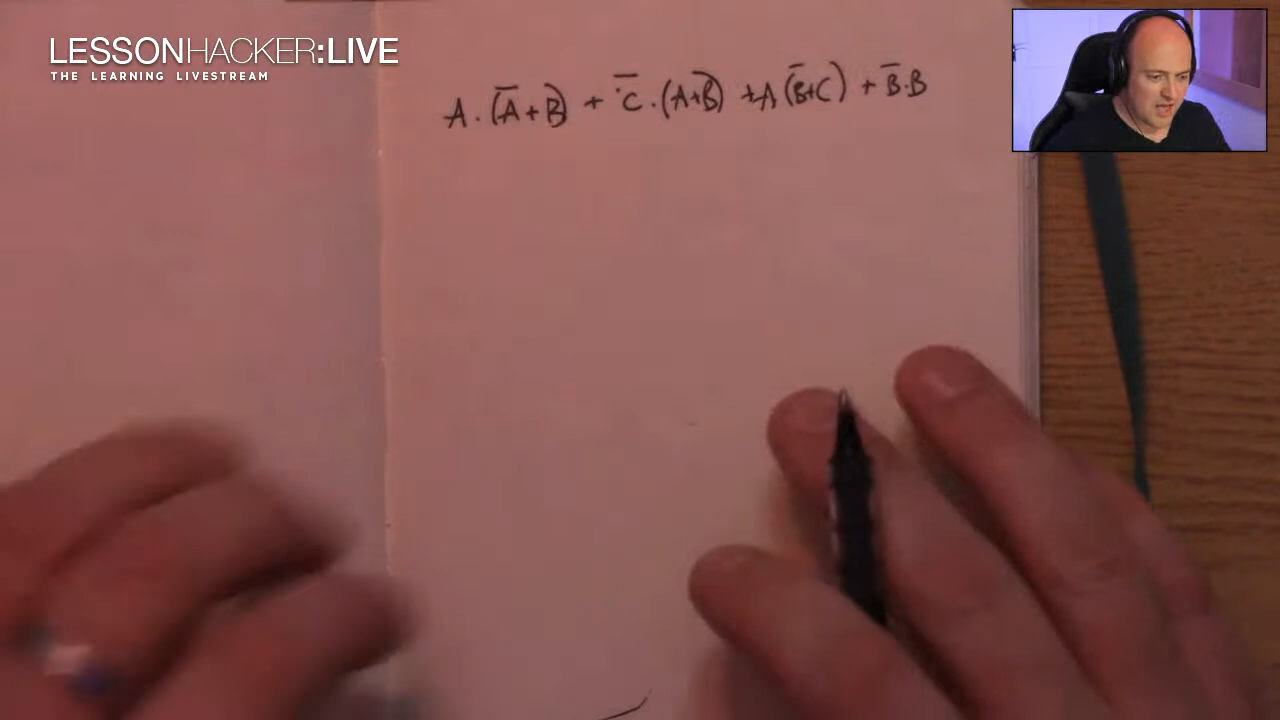 LESSONHACKER:LIVE
THE LEARNING LIVESTREAM
A . (A̅ + B) + C̅ . (A + B̅) + A (B̅ + C) + B̅ . B